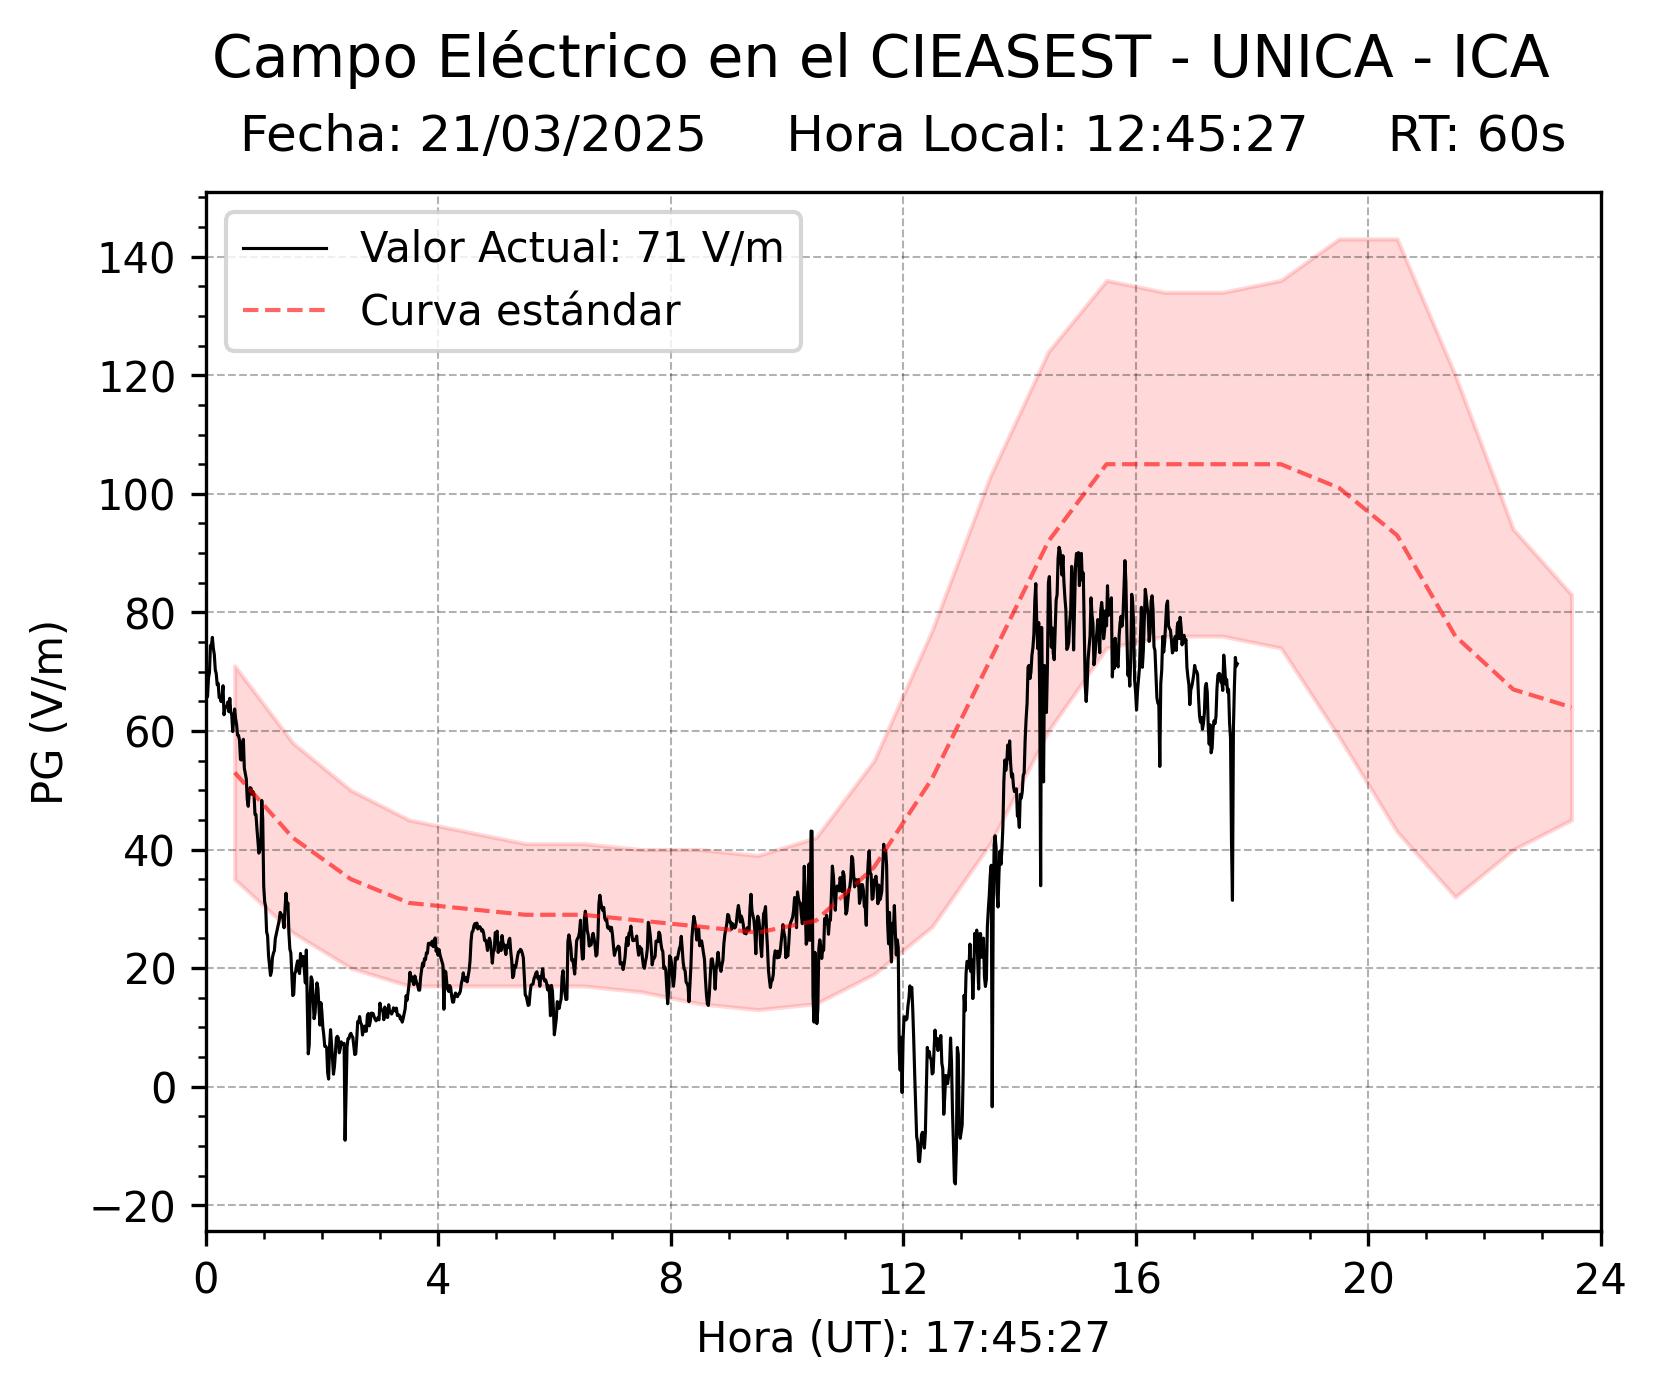 Campo Eléctrico en el CIEASEST - UNICA - ICA
Fecha: 21/03/2025 Hora Local: 12:45:27 RT: 60s
Valor Actual: 71 V/m
Curva estándar
PG (V/m)
140
120
100
80
60
40
20
0
−20
0 4 8 12 16 20 24
Hora (UT): 17:45:27